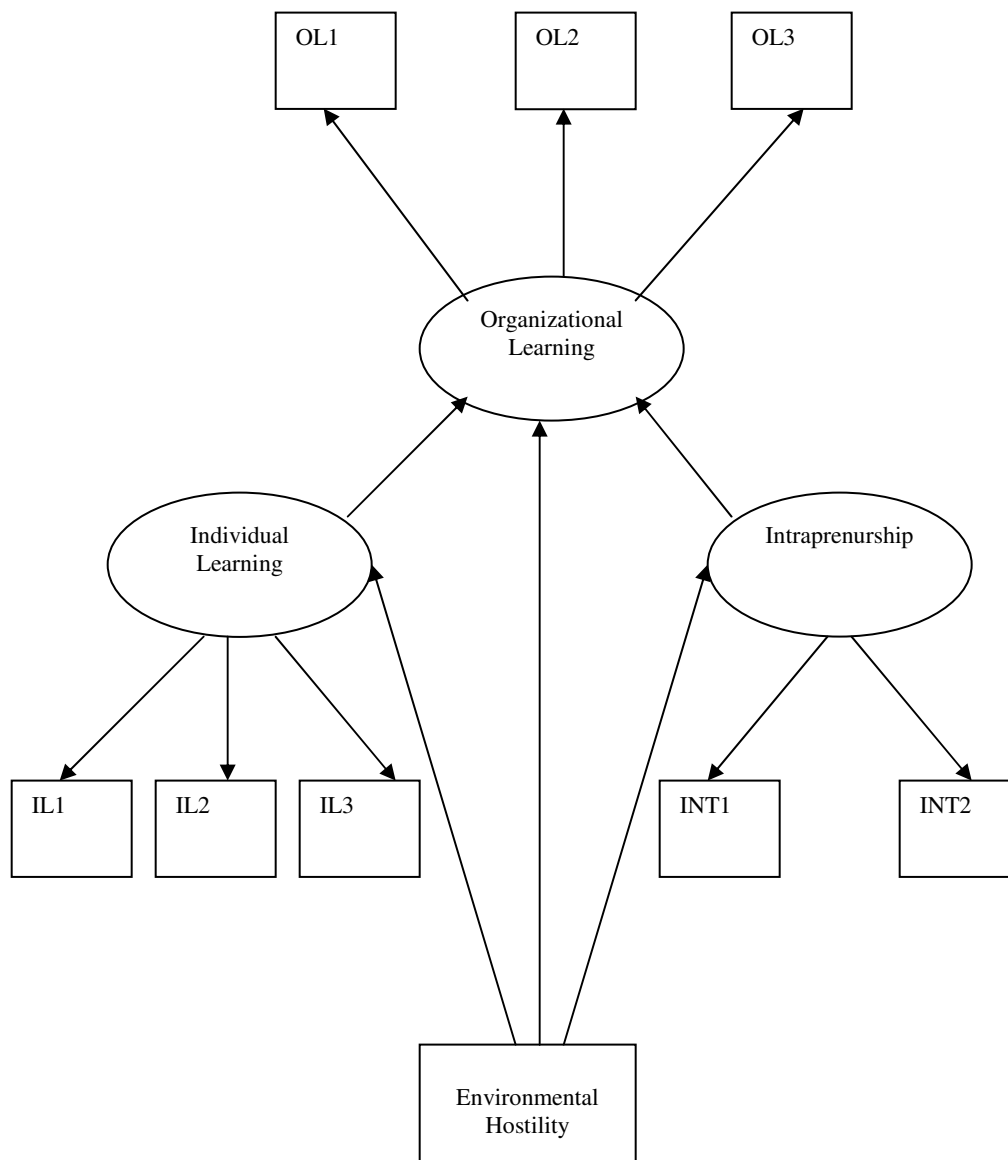 OL1
OL2
OL3
Organizational
Learning
Individual
Learning
Intraprenurship
IL1
IL2
IL3
INT1
INT2
Environmental
Hostility